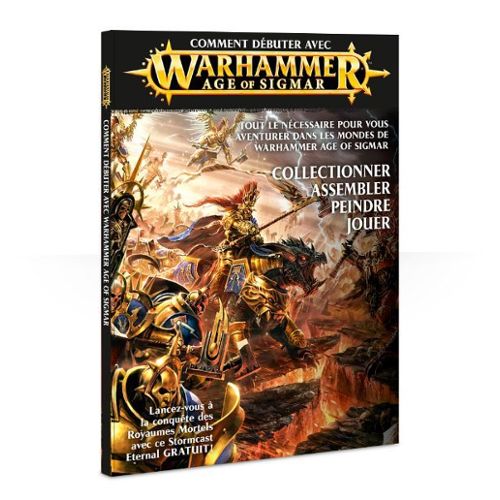 COMMENT DÉBUTER AVEC
WARHAMMER
AGE OF SIGMAR
TOUT LE NÉCESSAIRE POUR VOUS
AVENTURER DANS LES MONDES DE
WARHAMMER AGE OF SIGMAR
COLLECTIONNER
ASSEMBLER
PEINDRE
JOUER
Lancez-vous à
la conquête des
Royaumes Mortels
avec ce Stormcast
Eternal GRATUIT!
COMMENT DÉBUTER AVEC WARHAMMER AGE OF SIGMAR